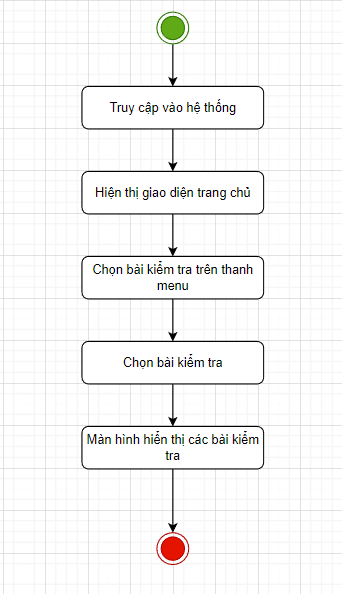 Truy cập vào hệ thống
Hiện thị giao diện trang chủ
Chọn bài kiểm tra trên thanh
menu
Chọn bài kiểm tra
Màn hình hiển thị các bài kiểm
tra